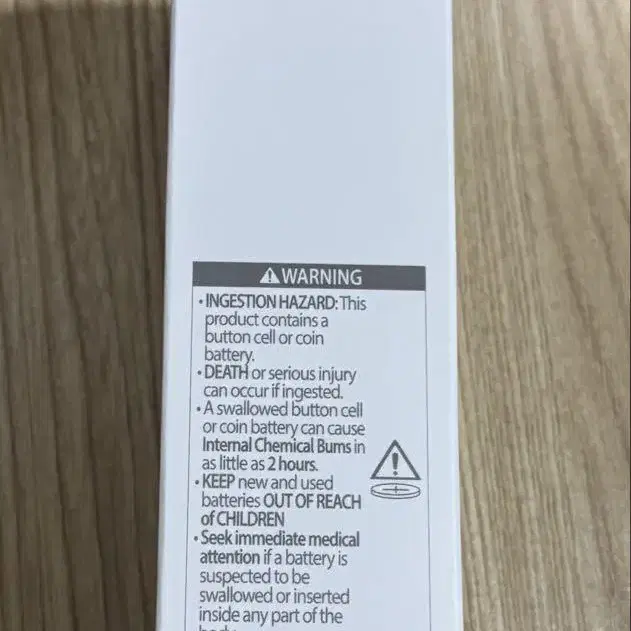 ⚠ WARNING
• INGESTION HAZARD: This
product contains a
button cell or coin
battery.
• DEATH or serious injury
can occur if ingested.
• A swallowed button cell
or coin battery can cause
Internal Chemical Burns in
as little as 2 hours.
• KEEP new and used
batteries OUT OF REACH
of CHILDREN
• Seek immediate medical
attention if a battery is
suspected to be
swallowed or inserted
inside any part of the